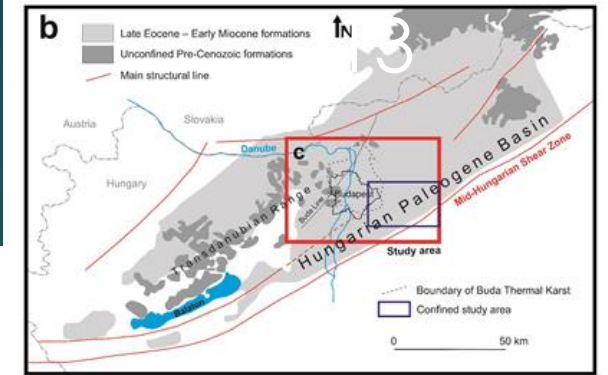 b
Late Eocene – Early Miocene formations
Unconfined Pre-Cenozoic formations
Main structural line
N
13
Austria
Slovakia
Hungary
Danube
c
Budapest
Buda Line
Transdanubian Range
Hungarian Paleogene Basin
Mid-Hungarian Shear Zone
Study area
Balaton
Boundary of Buda Thermal Karst
Confined study area
0 50 km